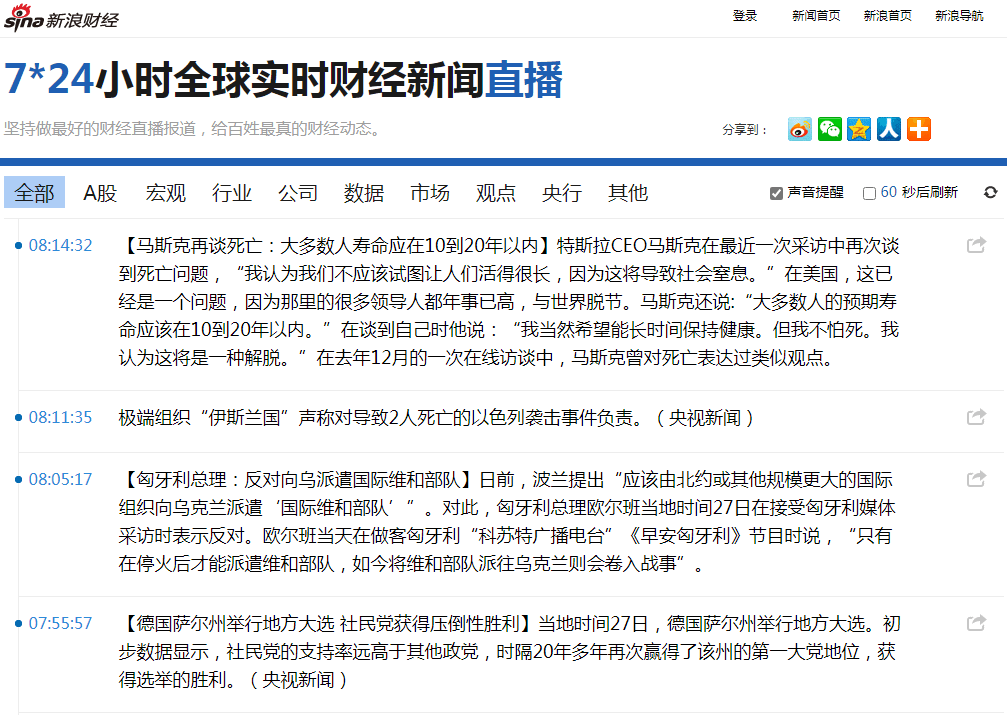 sina 新浪财经
登录 新闻首页 新浪首页 新浪导航
7*24小时全球实时财经新闻直播
坚持做最好的财经直播报道，给百姓最真的财经动态。
分享到：
全部 A股 宏观 行业 公司 数据 市场 观点 央行 其他 声音提醒 60 秒后刷新
08:14:32 【马斯克再谈死亡：大多数人寿命应在10到20年以内】特斯拉CEO马斯克在最近一次采访中再次谈
到死亡问题，“我认为我们不应该试图让人们活得很长，因为这将导致社会窒息。”在美国，这已
经是一个问题，因为那里的很多领导人都年事已高，与世界脱节。马斯克还说:“大多数人的预期寿
命应该在10到20年以内。”在谈到自己时他说：“我当然希望能长时间保持健康。但我不怕死。我
认为这将是一种解脱。”在去年12月的一次在线访谈中，马斯克曾对死亡表达过类似观点。
08:11:35 极端组织“伊斯兰国”声称对导致2人死亡的以色列袭击事件负责。（央视新闻）
08:05:17 【匈牙利总理：反对向乌派遣国际维和部队】日前，波兰提出“应该由北约或其他规模更大的国际
组织向乌克兰派遣‘国际维和部队’”。对此，匈牙利总理欧尔班当地时间27日在接受匈牙利媒体
采访时表示反对。欧尔班当天在做客匈牙利“科苏特广播电台”《早安匈牙利》节目时说，“只有
在停火后才能派遣维和部队，如今将维和部队派往乌克兰则会卷入战事”。
07:55:57 【德国萨尔州举行地方大选 社民党获得压倒性胜利】当地时间27日，德国萨尔州举行地方大选。初
步数据显示，社民党的支持率远高于其他政党，时隔20年多年再次赢得了该州的第一大党地位，获
得选举的胜利。（央视新闻）